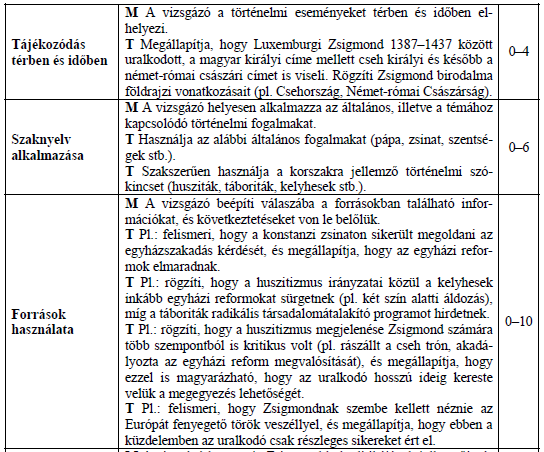 Tájékozódás
térben és időben
M A vizsgázó a történelmi eseményeket térben és időben el-
helyezi.
T Megállapítja, hogy Luxemburgi Zsigmond 1387–1437 között
uralkodott, a magyar királyi címe mellett cseh királyi és később a
német-római császári címet is viseli. Rögzíti Zsigmond birodalma
földrajzi vonatkozásait (pl. Csehország, Német-római Császárság).
0–4
Szaknyelv
alkalmazása
M A vizsgázó helyesen alkalmazza az általános, illetve a témához
kapcsolódó történelmi fogalmakat.
T Használja az alábbi általános fogalmakat (pápa, zsinat, szentsé-
gek stb.).
T Szakszerűen használja a korszakra jellemző történelmi szó-
kincset (husziták, táboriták, kelyhesek stb.).
0–6
Források
használata
M A vizsgázó beépíti válaszába a forrásokban található infor-
mációkat, és következtetéseket von le belőlük.
T Pl.: felismeri, hogy a konstanzi zsinaton sikerült megoldani az
egyházszakadás kérdését, és megállapítja, hogy az egyházi refor-
mok elmaradnak.
T Pl.: rögzíti, hogy a huszitizmus irányzatai közül a kelyhesek
inkább egyházi reformokat sürgetnek (pl. két szín alatti áldozás),
míg a táboriták radikális társadalomátalakító programot hirdetnek.
T Pl.: rögzíti, hogy a huszitizmus megjelenése Zsigmond számára
több szempontból is kritikus volt (pl. rászállt a cseh trón, akadá-
lyozta az egyházi reform megvalósítását), és megállapítja, hogy
ezzel is magyarázható, hogy az uralkodó hosszú ideig kereste
velük a megegyezés lehetőségét.
T Pl.: felismeri, hogy Zsigmondnak szembe kellett néznie az
Európát fenyegető török veszéllyel, és megállapítja, hogy ebben a
küzdelemben az uralkodó csak részleges sikereket ért el.
0–10